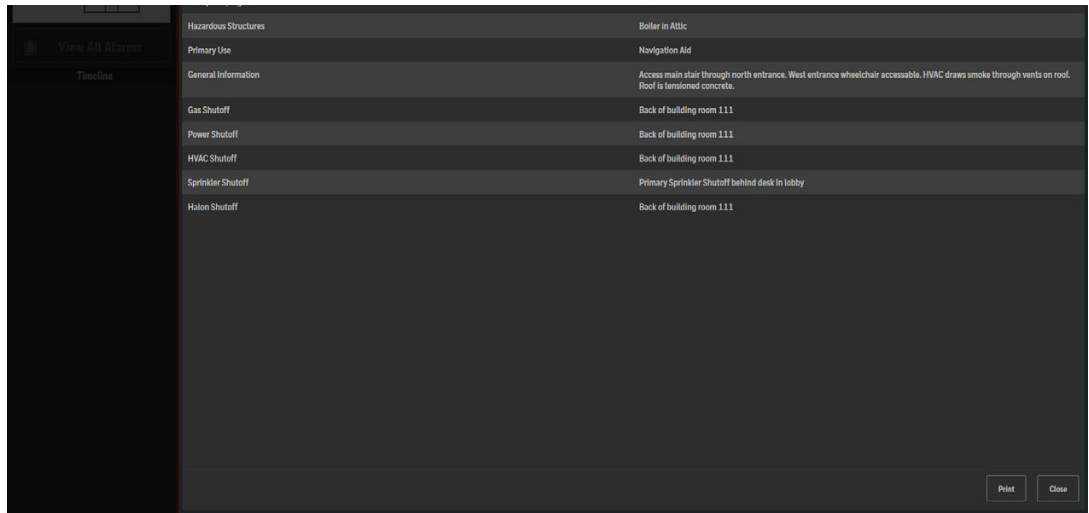 Hazardous Structures Boiler in Attic
View All Alarms
Primary Use Navigation Aid
Timeline
General Information Access main stair through north entrance. West entrance wheelchair accessable. HVAC draws smoke through vents on roof.
Roof is tensioned concrete.
Gas Shutoff Back of building room 111
Power Shutoff Back of building room 111
HVAC Shutoff Back of building room 111
Sprinkler Shutoff Primary Sprinkler Shutoff behind desk in lobby
Halon Shutoff Back of building room 111
Print Close